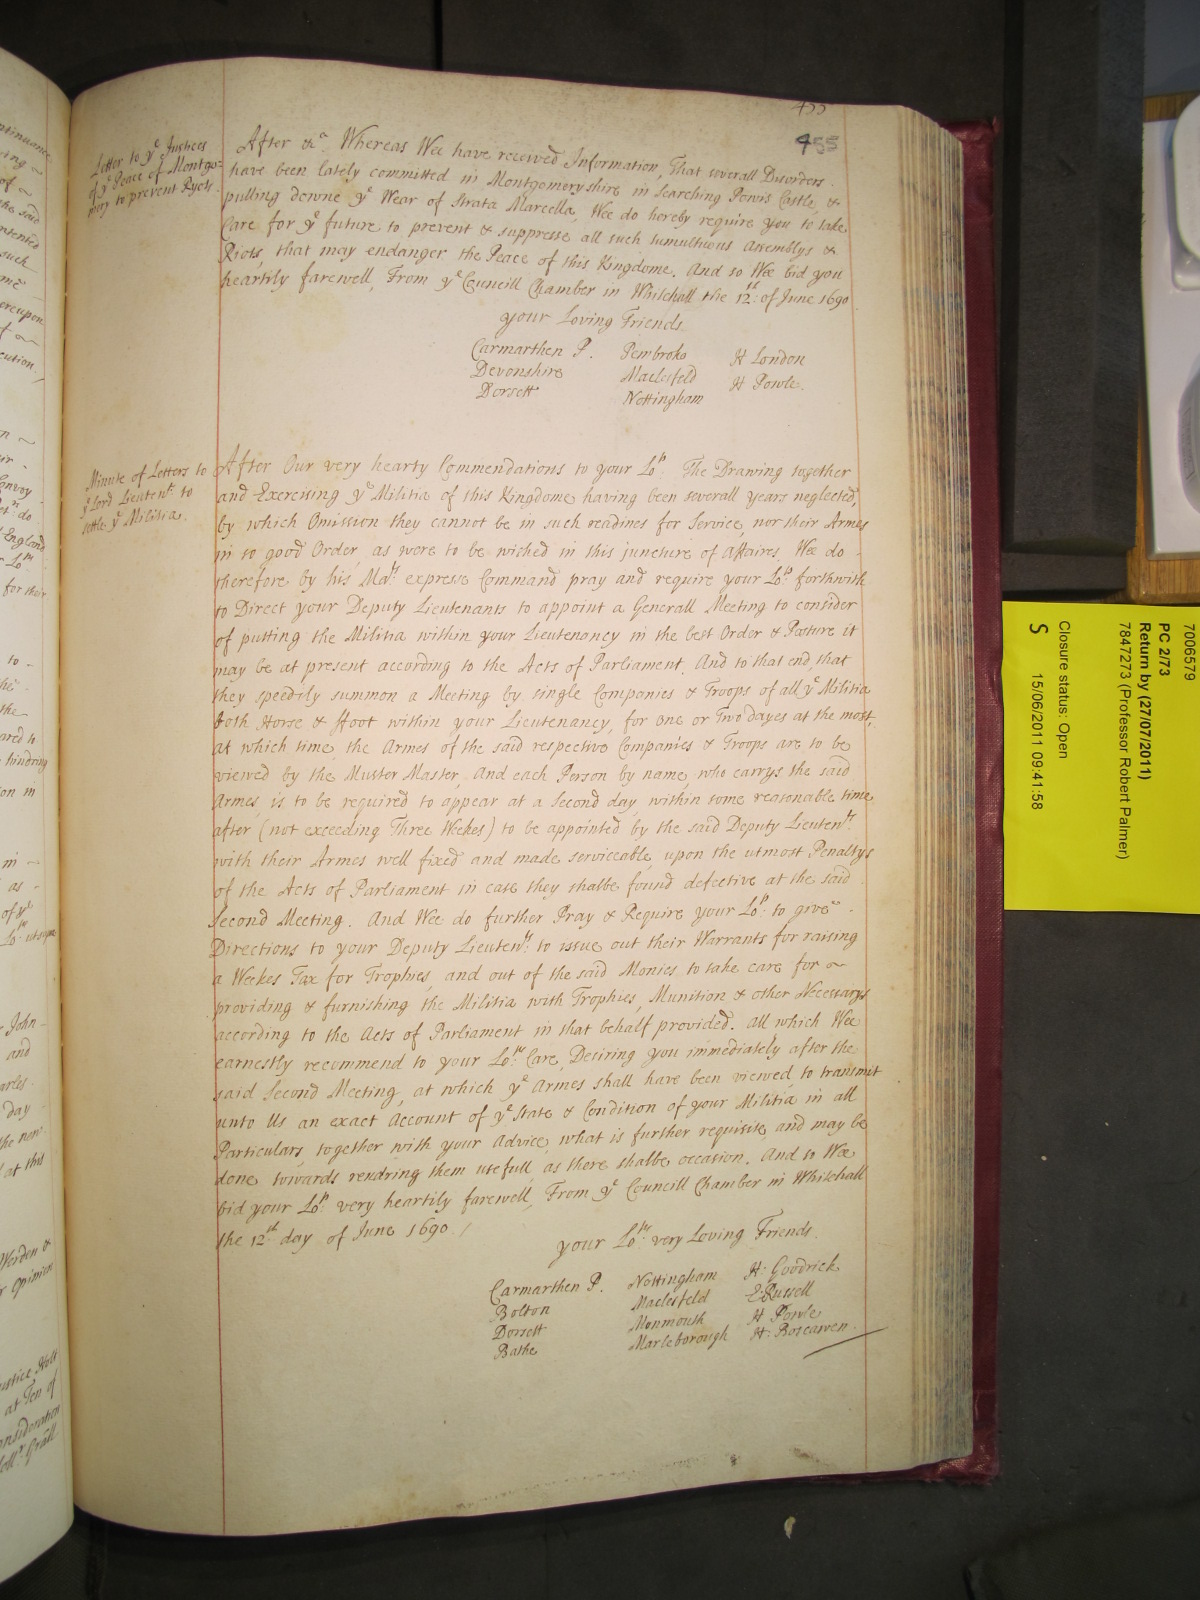 455
455
Letter to yᵉ Justices
of yᵉ Peace of Montgo=
mery to prevent Ryots.
After &cᵃ. Whereas Wee have received Information, That severall Disorders
have been lately committed in Montgomeryshire in Searching Powis Castle, &
pulling downe yᵉ Wear of Strata Marcella, Wee do hereby require you to take
Care for yᵉ future to prevent & suppresse all such tumultuous Assemblys &
Riots, that may endanger the Peace of this Kingdome. And so Wee bid you
heartily farewell, From yᵉ Councill Chamber in Whitehall the 12ᵗʰ: of June 1690
your Loving Friends
Carmarthen P. Pembroke H London
Devonshire Maclesfeld H Powle.
Dorsett Nottingham
Minute of Letters to
yᵉ Lord Lieutenᵗˢ. to
settle yᵉ Militia.
After Our very hearty Commendations to your Loᵖ. The Drawing together
and Exercising yᵉ Militia of this Kingdome having been severall years neglected,
by which Omission they cannot be in such readines for Service, nor their Armes
in so good Order, as were to be wished in this juncture of Affaires, Wee do -
therefore by his Maᵗˢ: expresse Command pray and require your Loᵖ: forthwith
to Direct your Deputy Lieutenants to appoint a Generall Meeting to consider
of putting the Militia within your Lieutenancy in the best Order & Posture it
may be at present according to the Acts of Parliament. And to that end, that
they speedily summon a Meeting by single Companies & Troops of all yᵉ Militia
both Horse & Foot within your Lieutenancy, for one or Two dayes at the most,
at which time the Armes of the said respective Companies & Troops are to be
viewed by the Muster Master, And each Person by name, who carrys the said
Armes, is to be required to appear at a Second day, within some reasonable time
after (not exceeding Three Weekes) to be appointed by the said Deputy Lieutenᵗˢ.
with their Armes well fixed and made serviceable, upon the utmost Penaltys
of the Acts of Parliament in case they shalbe found defective at the said
Second Meeting. And Wee do further Pray & Require your Loᵖ: to give -
Directions to your Deputy Lieutenᵗˢ: to issue out their Warrants for raising
a Weekes Tax for Trophies, and out of the said Monies to take care for ~
providing & furnishing the Militia with Trophies, Munition & other Necessarys
according to the Acts of Parliament in that behalf provided. All which Wee
earnestly recommend to your Loᵖˢ: Care, Desiring you immediately after the
said Second Meeting, at which yᵉ Armes shall have been viewed, to transmit
unto Us an exact Account of yᵉ State & Condition of your Militia in all
Particulars, together with your Advice, what is further requisite, and may be
done towards rendring them usefull, as there shalbe occasion. And so Wee
bid your Loᵖ: very heartily farewell, From yᵉ Councill Chamber in Whitehall
the 12ᵗʰ day of June 1690 /
your Loᵖˢ: very Loving Friends.
Carmarthen P. Nottingham H: Goodrick
Bolton Maclesfeld E: Russell
Dorsett Monmouth H Powle
Bathe Marleborough H: Boscawen
7006579
PC 2/73
Return by (27/07/2011)
7847273 (Professor Robert Palmer)
Closure status: Open
S 15/06/2011 09:41:58